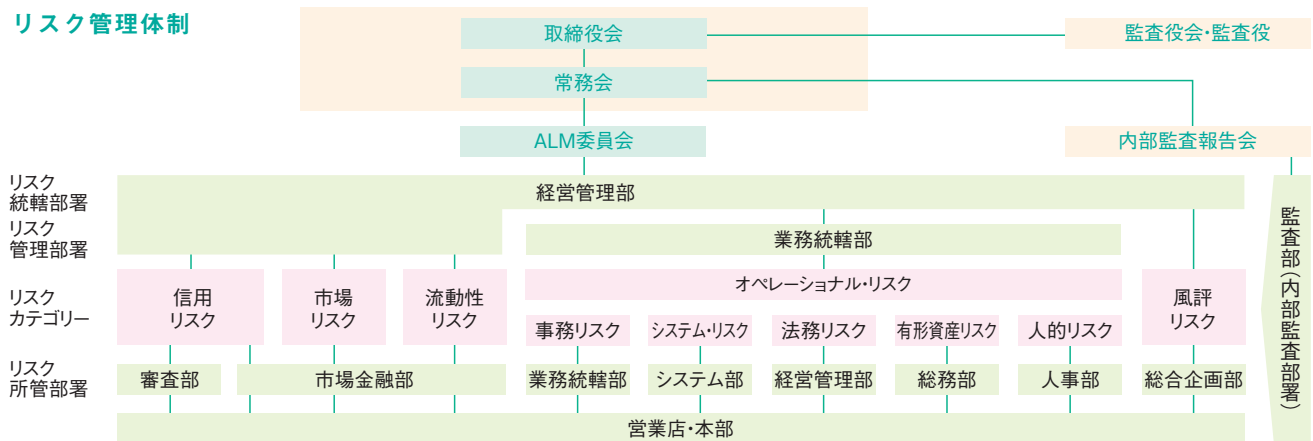 リスク管理体制
取締役会
監査役会・監査役
常務会
ALM委員会
内部監査報告会
リスク
統轄部署
経営管理部
リスク
管理部署
業務統轄部
リスク
カテゴリー
信用
リスク
市場
リスク
流動性
リスク
オペレーショナル・リスク
事務リスク
システム・リスク
法務リスク
有形資産リスク
人的リスク
風評
リスク
リスク
所管部署
審査部
市場金融部
業務統轄部
システム部
経営管理部
総務部
人事部
総合企画部
営業店・本部
監査部(内部監査部署)